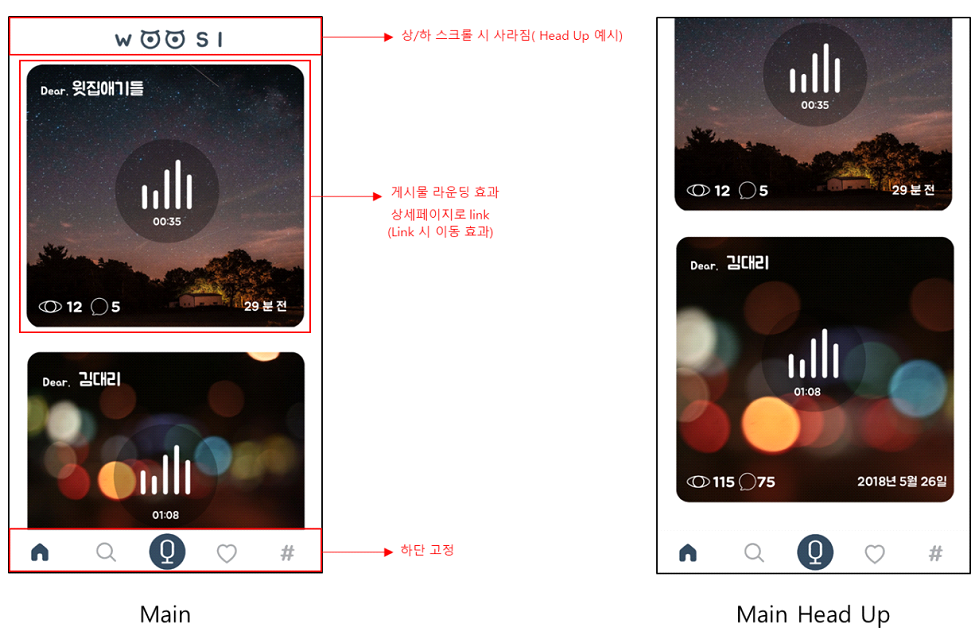 WOOSI
상/하 스크롤 시 사라짐( Head Up 예시)
Dear. 윗집얘기들
00:35
게시물 라운딩 효과
상세페이지로 link
(Link 시 이동 효과)
12 5 29 분 전
Dear. 김대리
01:08
#
하단 고정
Main
00:35
12 5 29 분 전
Dear. 김대리
01:08
115 75 2018년 5월 26일
#
Main Head Up